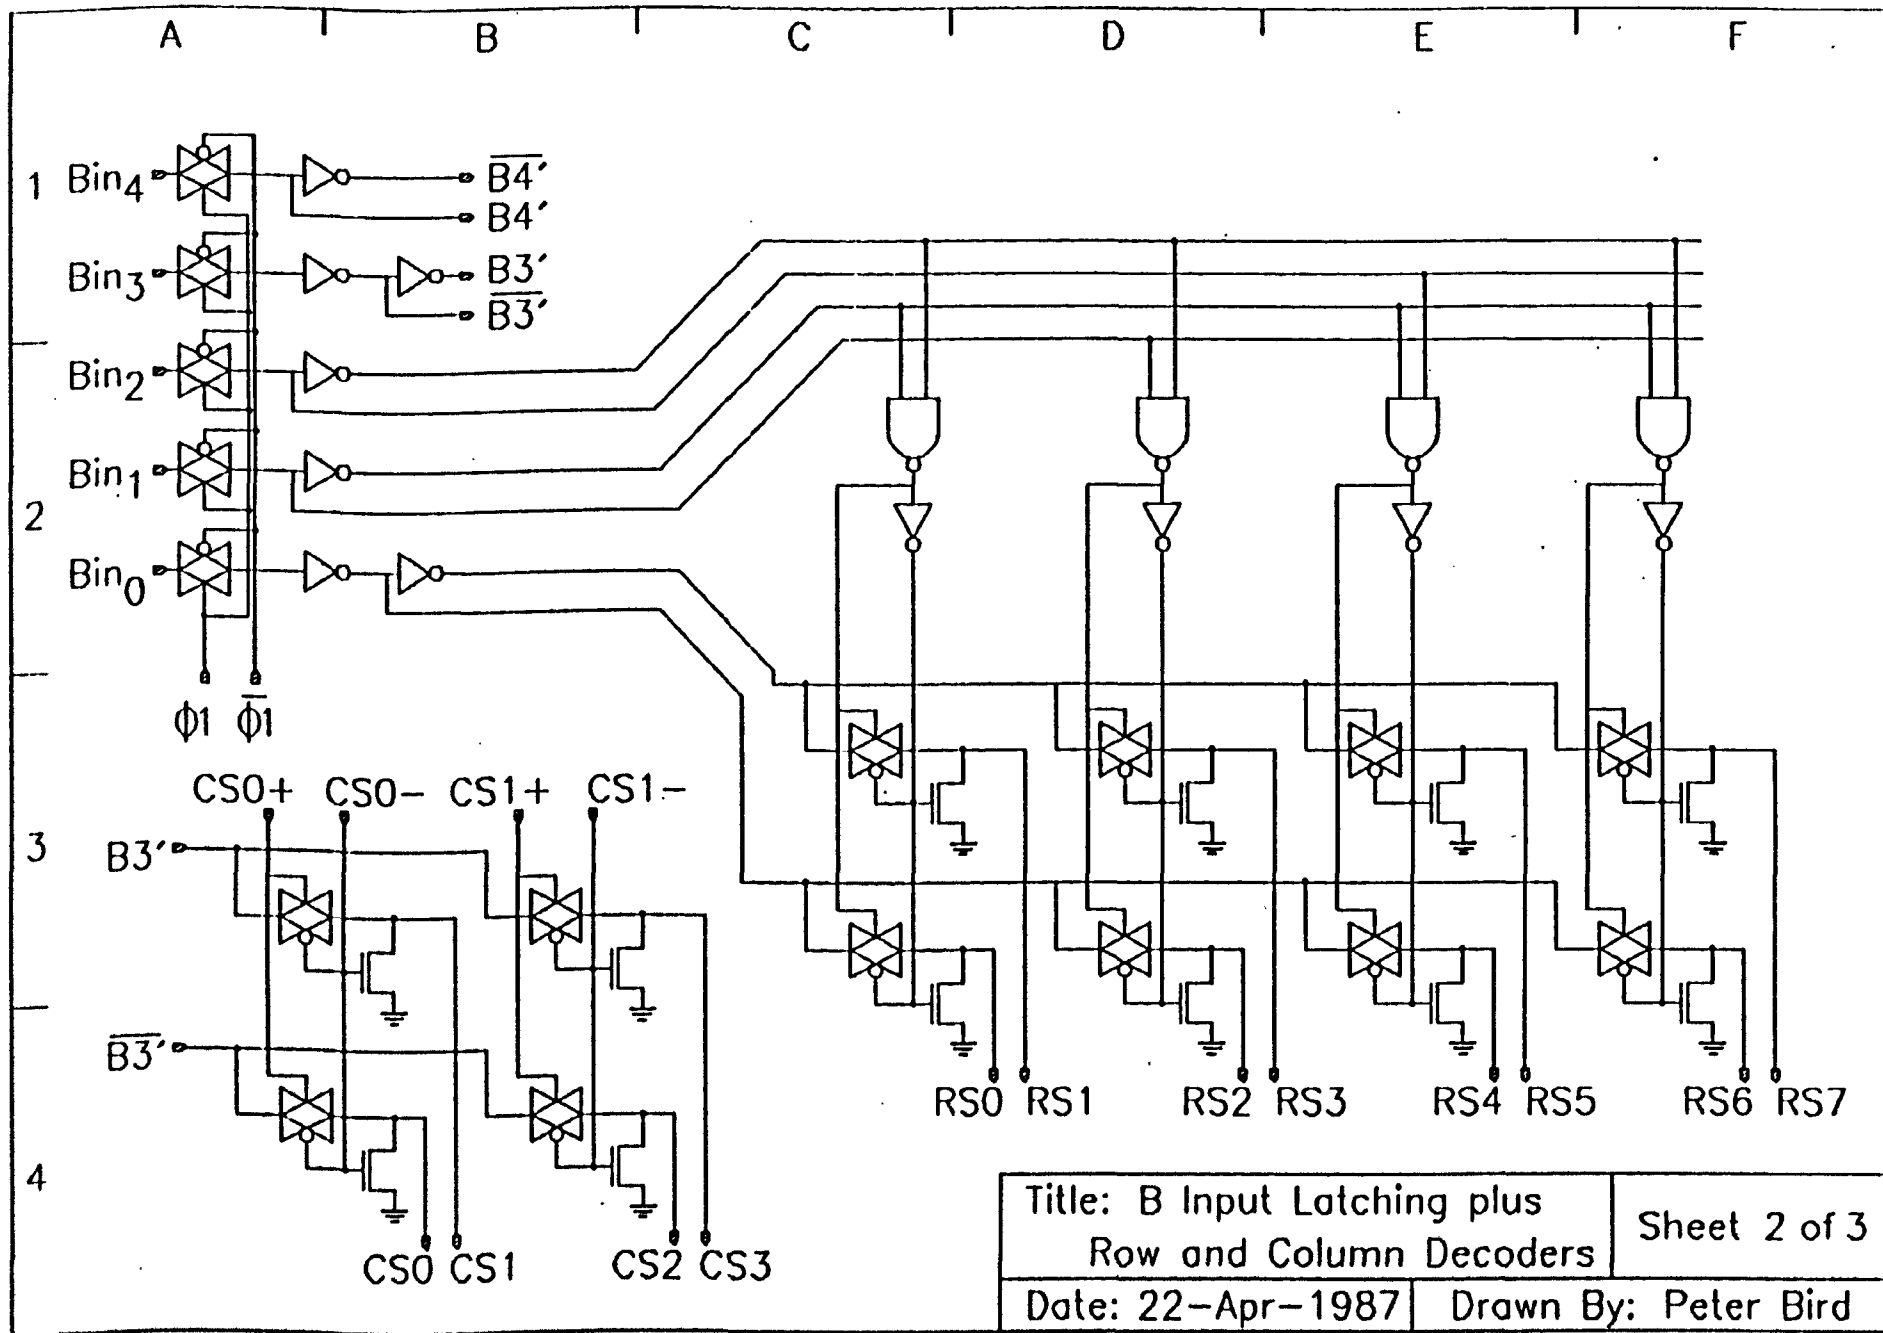 A B C D E F
1
2
3
4
Bin4
B4′
B4′
Bin3
B3′
B3′
Bin2
Bin1
Bin0
ϕ1 ϕ1
CS0+ CS0- CS1+ CS1-
B3′
B3′
CS0 CS1 CS2 CS3
RS0 RS1 RS2 RS3 RS4 RS5 RS6 RS7
Title: B Input Latching plus
Row and Column Decoders
Sheet 2 of 3
Date: 22-Apr-1987
Drawn By: Peter Bird